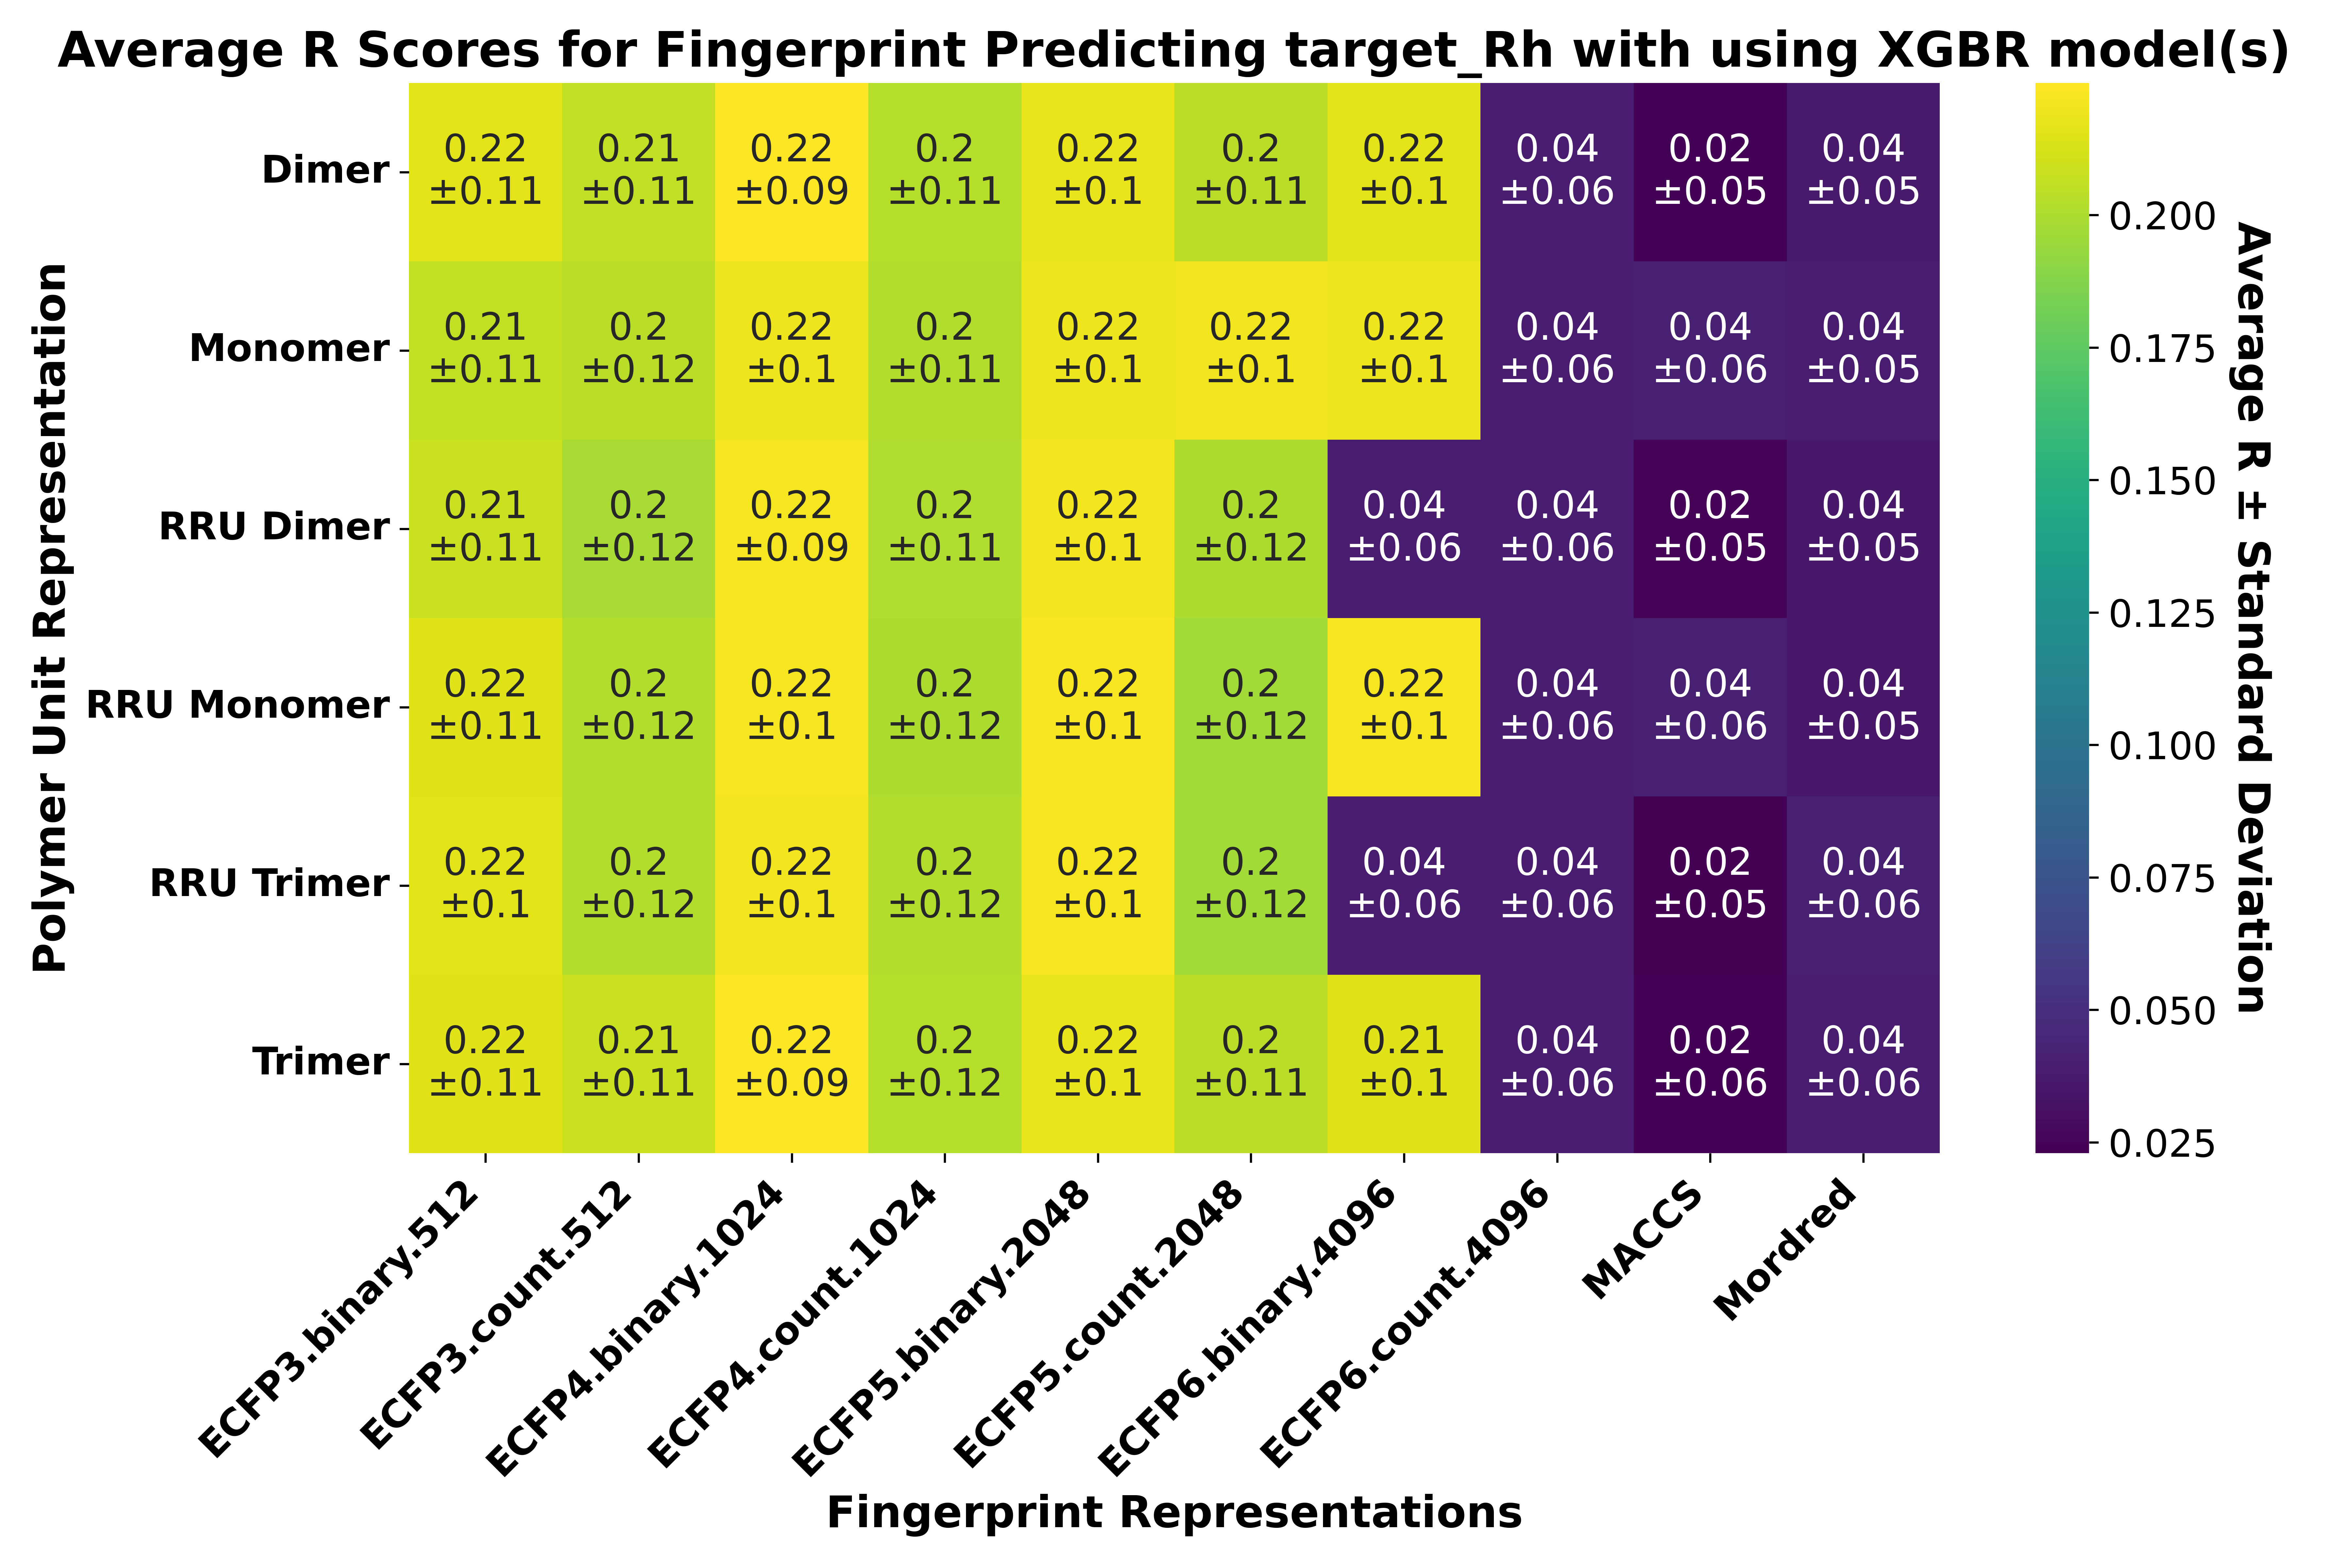 Average R Scores for Fingerprint Predicting target_Rh with using XGBR model(s)
Polymer Unit Representation
Dimer
0.22 0.21 0.22 0.2 0.22 0.2 0.22 0.04 0.02 0.04
±0.11 ±0.11 ±0.09 ±0.11 ±0.1 ±0.11 ±0.1 ±0.06 ±0.05 ±0.05
Monomer
0.21 0.2 0.22 0.2 0.22 0.22 0.22 0.04 0.04 0.04
±0.11 ±0.12 ±0.1 ±0.11 ±0.1 ±0.1 ±0.1 ±0.06 ±0.06 ±0.05
RRU Dimer
0.21 0.2 0.22 0.2 0.22 0.2 0.04 0.04 0.02 0.04
±0.11 ±0.12 ±0.09 ±0.11 ±0.1 ±0.12 ±0.06 ±0.06 ±0.05 ±0.05
RRU Monomer
0.22 0.2 0.22 0.2 0.22 0.2 0.22 0.04 0.04 0.04
±0.11 ±0.12 ±0.1 ±0.12 ±0.1 ±0.12 ±0.1 ±0.06 ±0.06 ±0.05
RRU Trimer
0.22 0.2 0.22 0.2 0.22 0.2 0.04 0.04 0.02 0.04
±0.1 ±0.12 ±0.1 ±0.12 ±0.1 ±0.12 ±0.06 ±0.06 ±0.05 ±0.06
Trimer
0.22 0.21 0.22 0.2 0.22 0.2 0.21 0.04 0.02 0.04
±0.11 ±0.11 ±0.09 ±0.12 ±0.1 ±0.11 ±0.1 ±0.06 ±0.06 ±0.06
ECFP3.binary.512
ECFP3.count.512
ECFP4.binary.1024
ECFP4.count.1024
ECFP5.binary.2048
ECFP5.count.2048
ECFP6.binary.4096
ECFP6.count.4096
MACCS
Mordred
Fingerprint Representations
0.200
0.175
0.150
0.125
0.100
0.075
0.050
0.025
Average R ± Standard Deviation